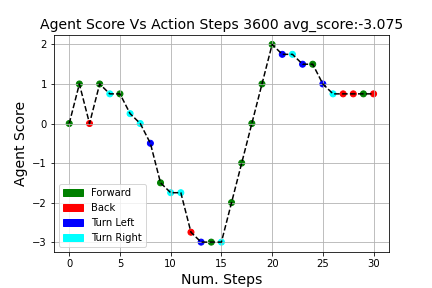 Agent Score Vs Action Steps 3600 avg_score:-3.075
Agent Score
2
1
0
−1
−2
−3
Forward
Back
Turn Left
Turn Right
0 5 10 15 20 25 30
Num. Steps